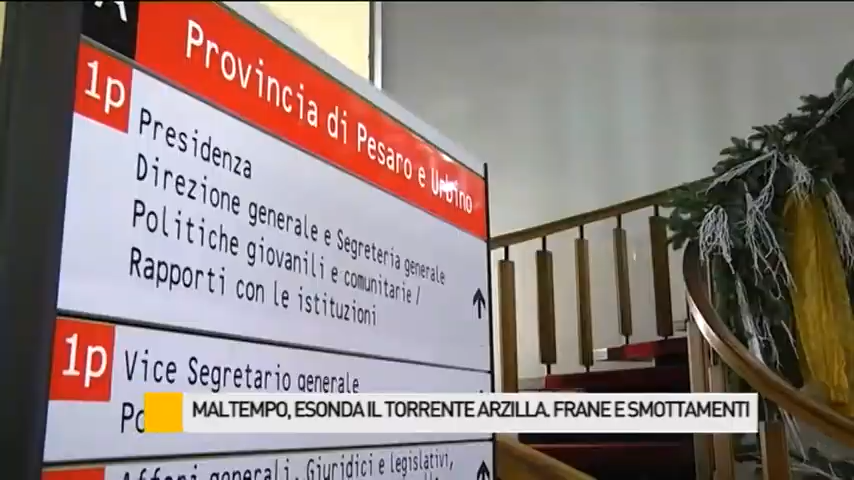 Provincia di Pesaro e Urbino
1p
Presidenza
Direzione generale e Segreteria generale
Politiche giovanili e comunitarie /
Rapporti con le istituzioni
1p
Vice Segretario generale
MALTEMPO, ESONDA IL TORRENTE ARZILLA. FRANE E SMOTTAMENTI
Affari generali, Giuridici e legislativi,